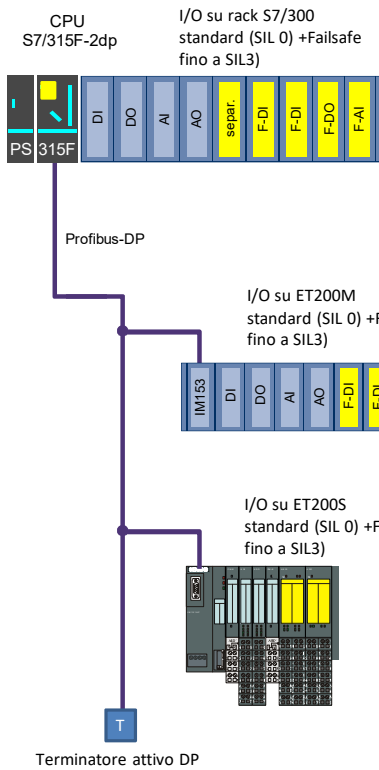 CPU
S7/315F-2dp
I/O su rack S7/300
standard (SIL 0) +Failsafe
fino a SIL3)
PS
315F
DI
DO
AI
AO
separ.
F-DI
F-DI
F-DO
F-AI
Profibus-DP
I/O su ET200M
standard (SIL 0) +F
fino a SIL3)
IM153
DI
DO
AI
AO
F-DI
F-DI
I/O su ET200S
standard (SIL 0) +F
fino a SIL3)
T
Terminatore attivo DP